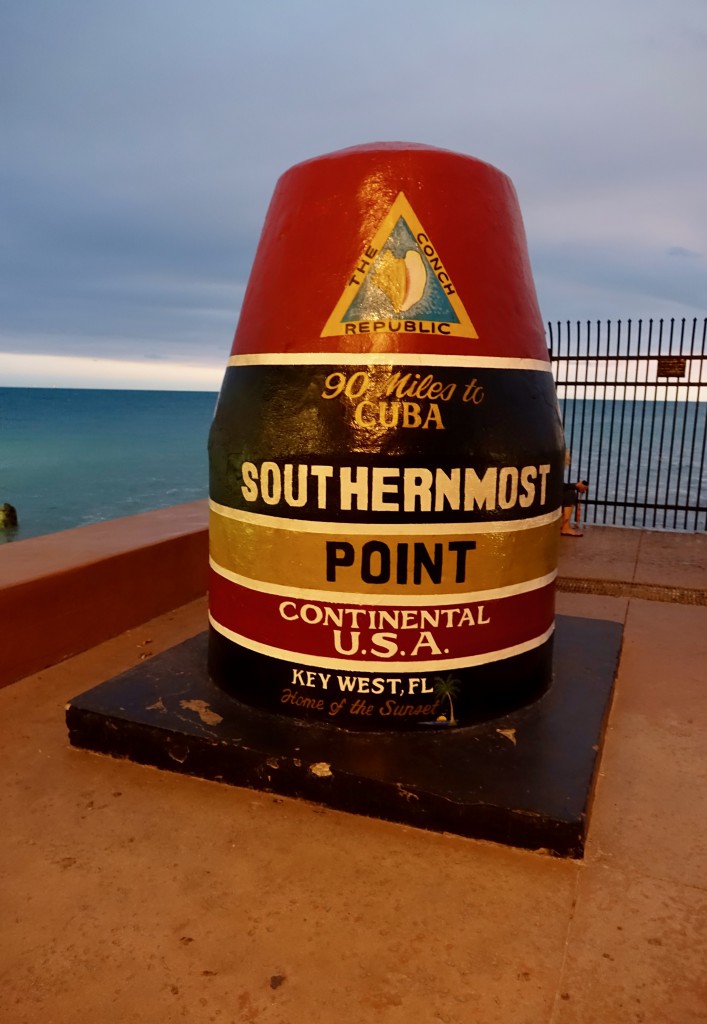 THE CONCH
REPUBLIC
90 Miles to
CUBA
SOUTHERNMOST
POINT
CONTINENTAL
U.S.A.
KEY WEST, FL
Home of the Sunset